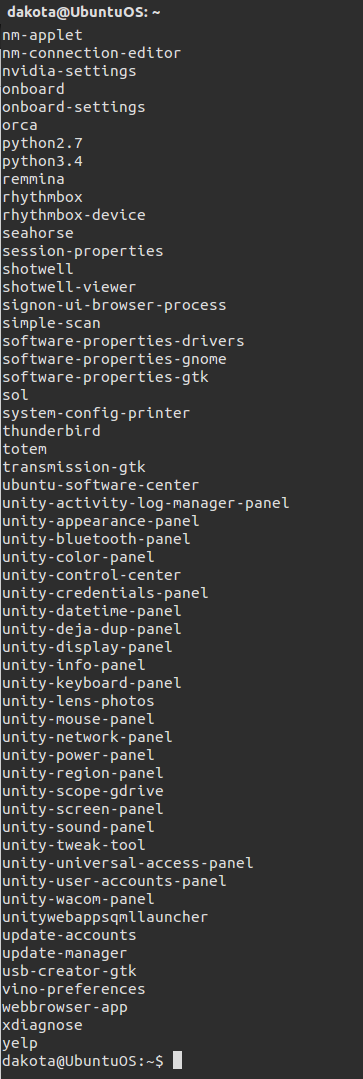 dakota@UbuntuOS: ~
nm-applet
nm-connection-editor
nvidia-settings
onboard
onboard-settings
orca
python2.7
python3.4
remmina
rhythmbox
rhythmbox-device
seahorse
session-properties
shotwell
shotwell-viewer
signon-ui-browser-process
simple-scan
software-properties-drivers
software-properties-gnome
software-properties-gtk
sol
system-config-printer
thunderbird
totem
transmission-gtk
ubuntu-software-center
unity-activity-log-manager-panel
unity-appearance-panel
unity-bluetooth-panel
unity-color-panel
unity-control-center
unity-credentials-panel
unity-datetime-panel
unity-deja-dup-panel
unity-display-panel
unity-info-panel
unity-keyboard-panel
unity-lens-photos
unity-mouse-panel
unity-network-panel
unity-power-panel
unity-region-panel
unity-scope-gdrive
unity-screen-panel
unity-sound-panel
unity-tweak-tool
unity-universal-access-panel
unity-user-accounts-panel
unity-wacom-panel
unitywebappsqmllauncher
update-accounts
update-manager
usb-creator-gtk
vino-preferences
webbrowser-app
xdiagnose
yelp
dakota@UbuntuOS:~$